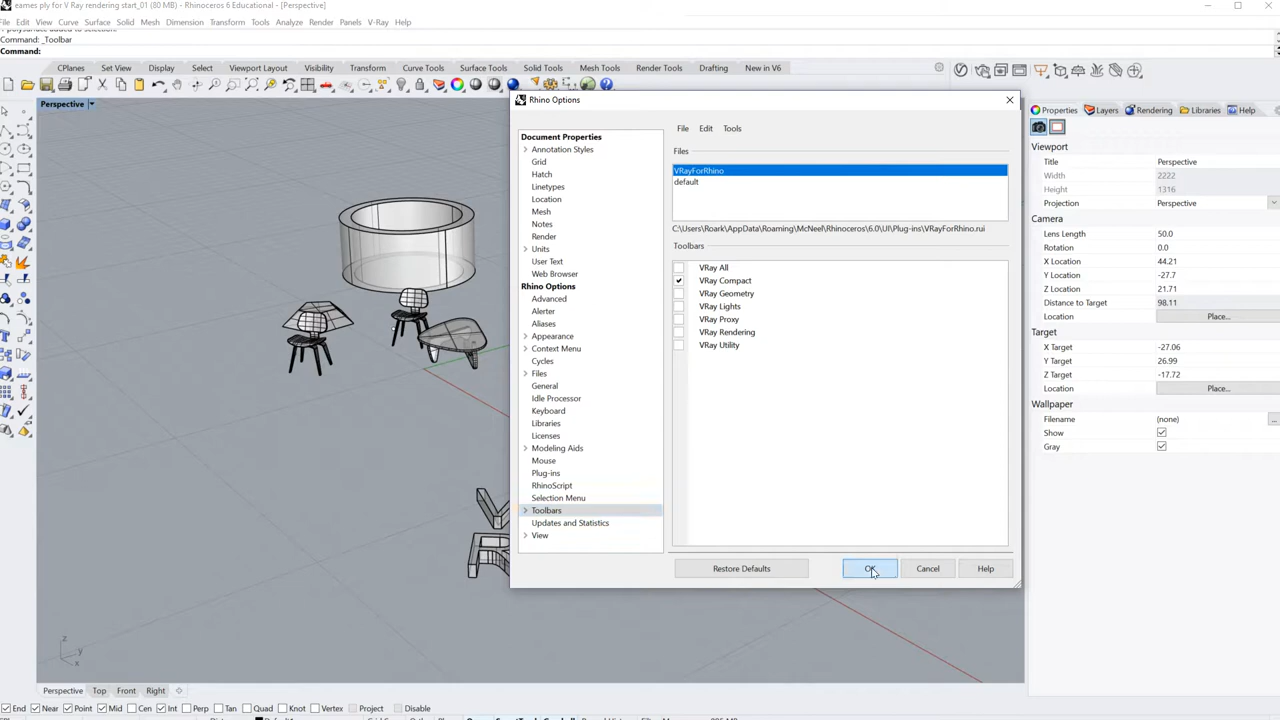 eames ply for V Ray rendering start_01 (80 MB) - Rhinoceros 6 Educational - [Perspective]
File Edit View Curve Surface Solid Mesh Dimension Transform Tools Analyze Render Panels V-Ray Help
1 polysurface added to selection.
Command: _Toolbar
Command:
CPlanes Set View Display Select Viewport Layout Visibility Transform Curve Tools Surface Tools Solid Tools Mesh Tools Render Tools Drafting New in V6
Perspective
Rhino Options
Document Properties
Annotation Styles
Grid
Hatch
Linetypes
Location
Mesh
Notes
Render
Units
User Text
Web Browser
Rhino Options
Advanced
Alerter
Aliases
Appearance
Context Menu
Cycles
Files
General
Idle Processor
Keyboard
Libraries
Licenses
Modeling Aids
Mouse
Plug-ins
RhinoScript
Selection Menu
Toolbars
Updates and Statistics
View
File Edit Tools
Files
VRayForRhino
default
C:\Users\Roark\AppData\Roaming\McNeel\Rhinoceros\6.0\UI\Plug-ins\VRayForRhino.rui
Toolbars
VRay All
VRay Compact
VRay Geometry
VRay Lights
VRay Proxy
VRay Rendering
VRay Utility
Restore Defaults OK Cancel Help
Properties Layers Rendering Libraries Help
Viewport
Title Perspective
Width 2222
Height 1316
Projection Perspective
Camera
Lens Length 50.0
Rotation 0.0
X Location 44.21
Y Location -27.7
Z Location 21.71
Distance to Target 98.11
Location Place...
Target
X Target -27.06
Y Target 26.99
Z Target -17.72
Location Place...
Wallpaper
Filename (none) ...
Show
Gray
z
y
x
Perspective Top Front Right
End Near Point Mid Cen Int Perp Tan Quad Knot Vertex Project Disable